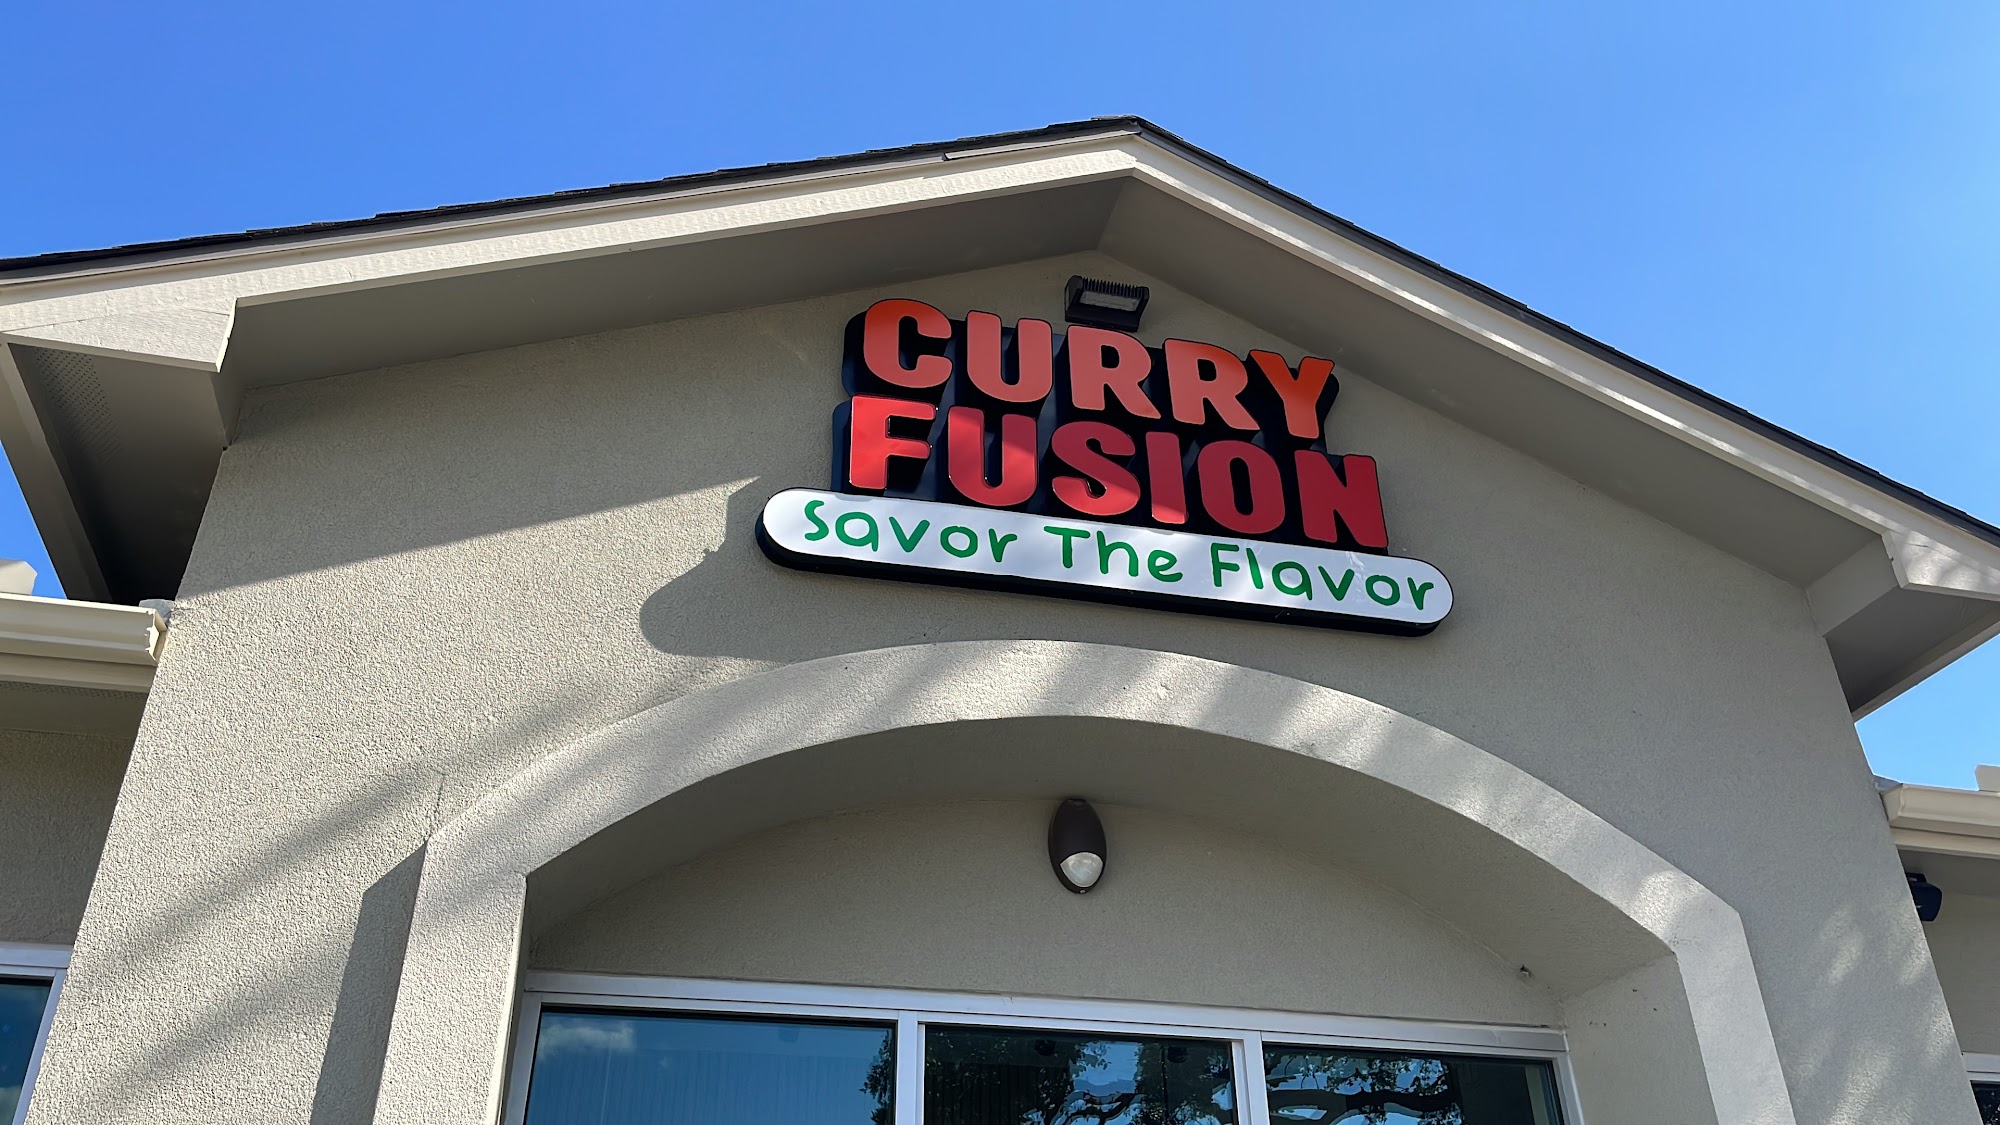 CURRY
FUSION
Savor The Flavor